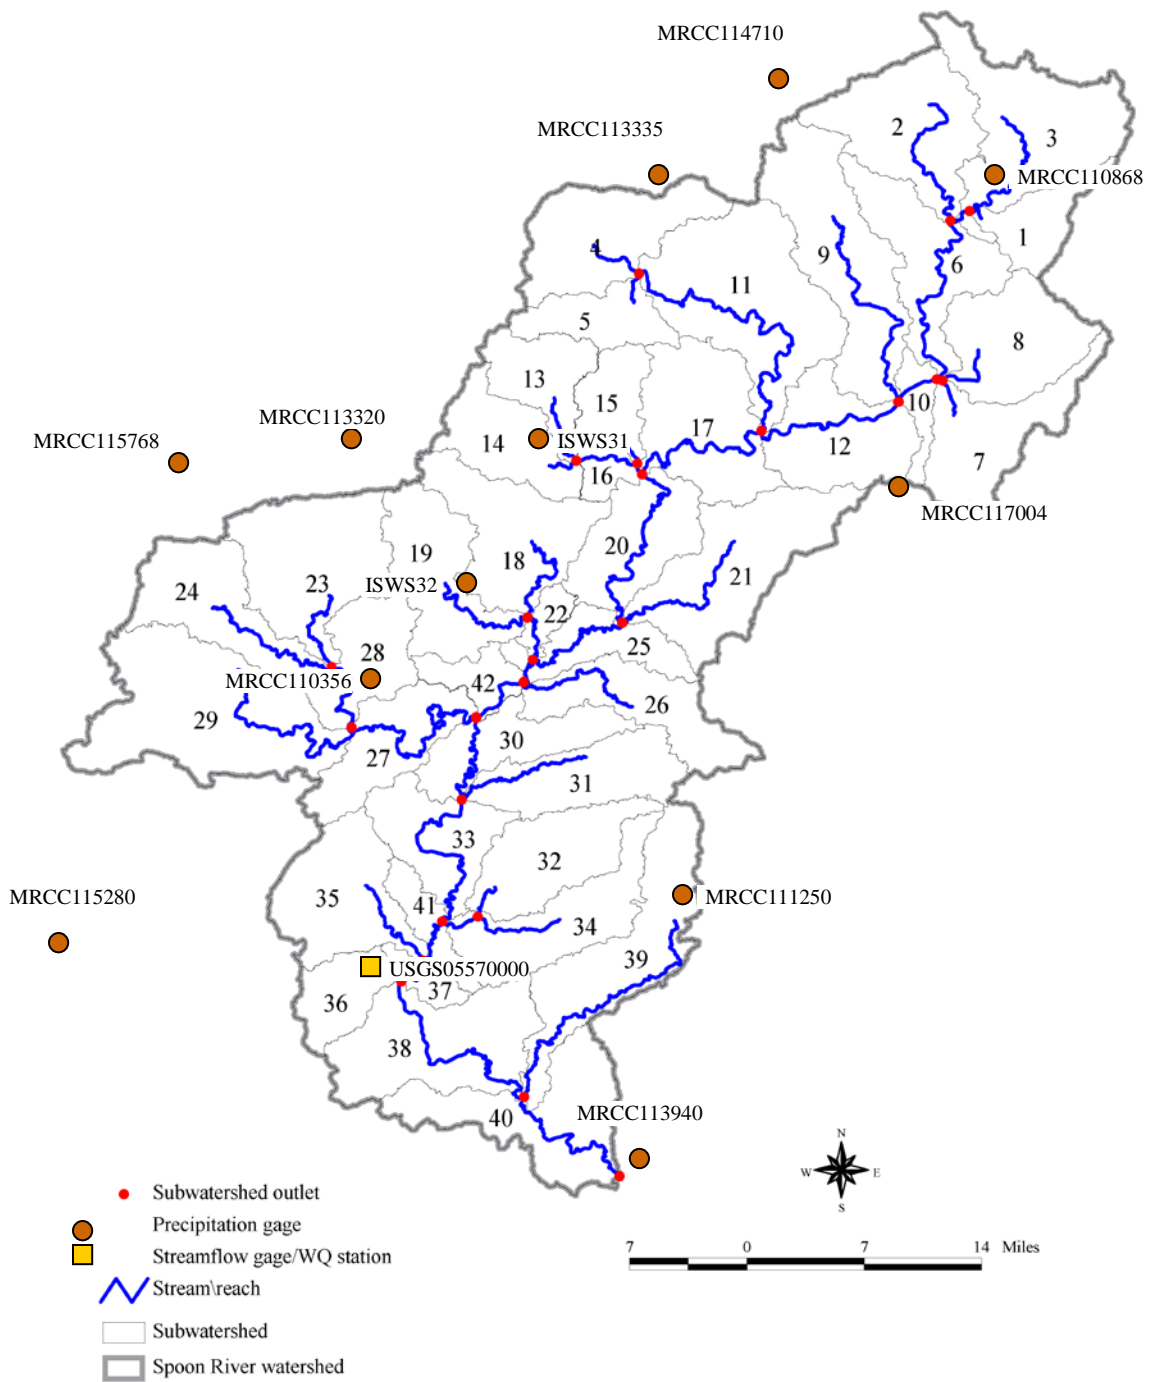 MRCC114710
MRCC113335
2
3
MRCC110868
1
4
9
6
11
5
8
13
15
10
MRCC113320
MRCC115768
14
ISWS31
17
12
16
7
MRCC117004
20
19
18
21
ISWS32
24
23
22
25
28
MRCC110356
42
26
29
30
27
31
33
32
35
41
MRCC115280
MRCC111250
34
39
USGS05570000
37
36
38
40
MRCC113940
N
W
E
S
Subwatershed outlet
Precipitation gage
Streamflow gage/WQ station
Stream\reach
Subwatershed
Spoon River watershed
7 0 7 14 Miles